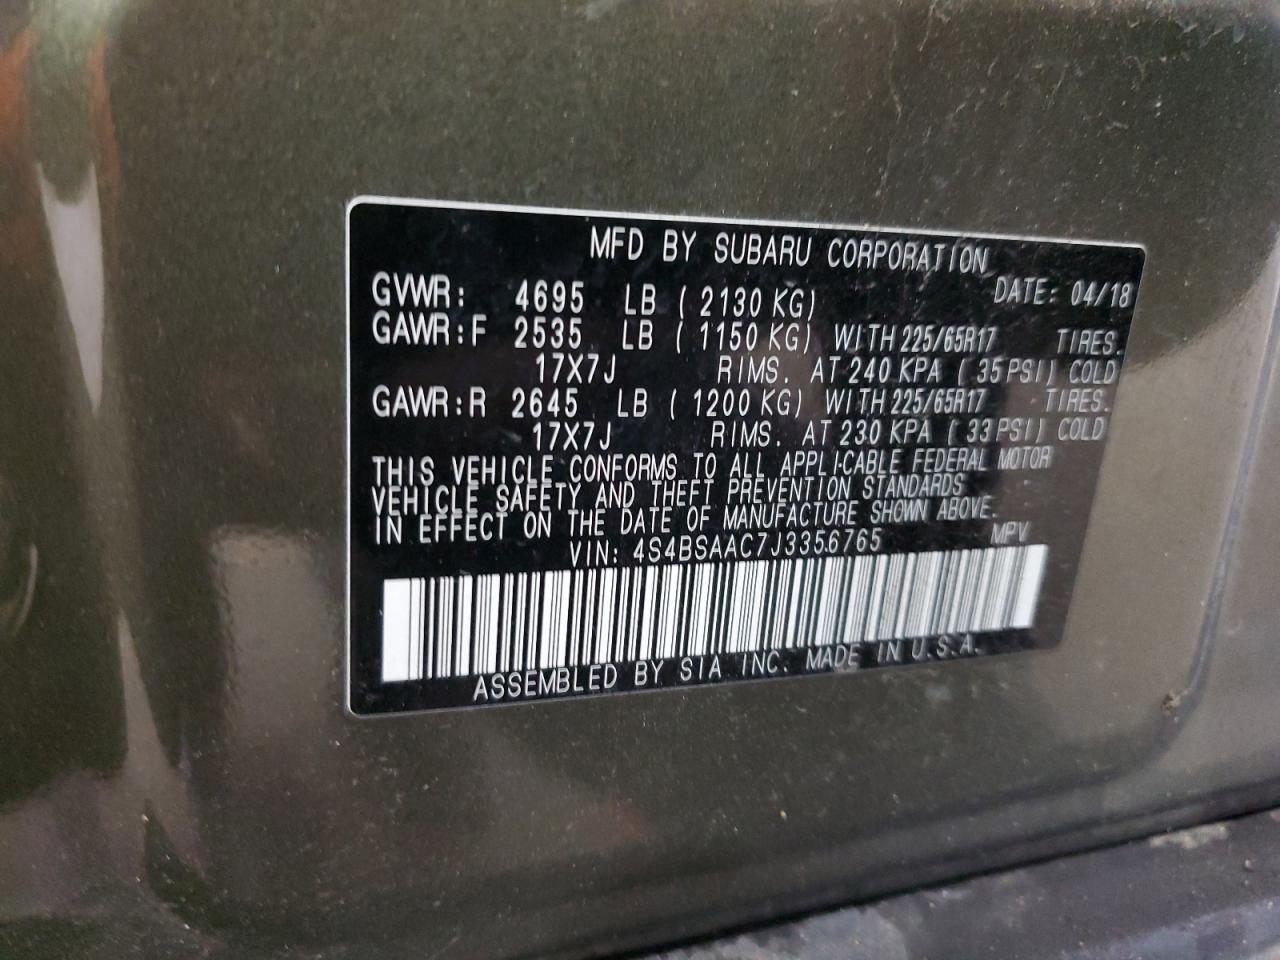 MFD BY SUBARU CORPORATION
DATE: 04/18
GVWR: 4695 LB ( 2130 KG)
GAWR:F 2535 LB ( 1150 KG) WITH 225/65R17 TIRES.
17X7J RIMS. AT 240 KPA ( 35 PSI) COLD
GAWR:R 2645 LB ( 1200 KG) WITH 225/65R17 TIRES.
17X7J RIMS. AT 230 KPA ( 33 PSI) COLD
THIS VEHICLE CONFORMS TO ALL APPLICABLE FEDERAL MOTOR
VEHICLE SAFETY AND THEFT PREVENTION STANDARDS
IN EFFECT ON THE DATE OF MANUFACTURE SHOWN ABOVE.
VIN: 4S4BSAAC7J3356765 MPV
ASSEMBLED BY SIA INC. MADE IN U.S.A.